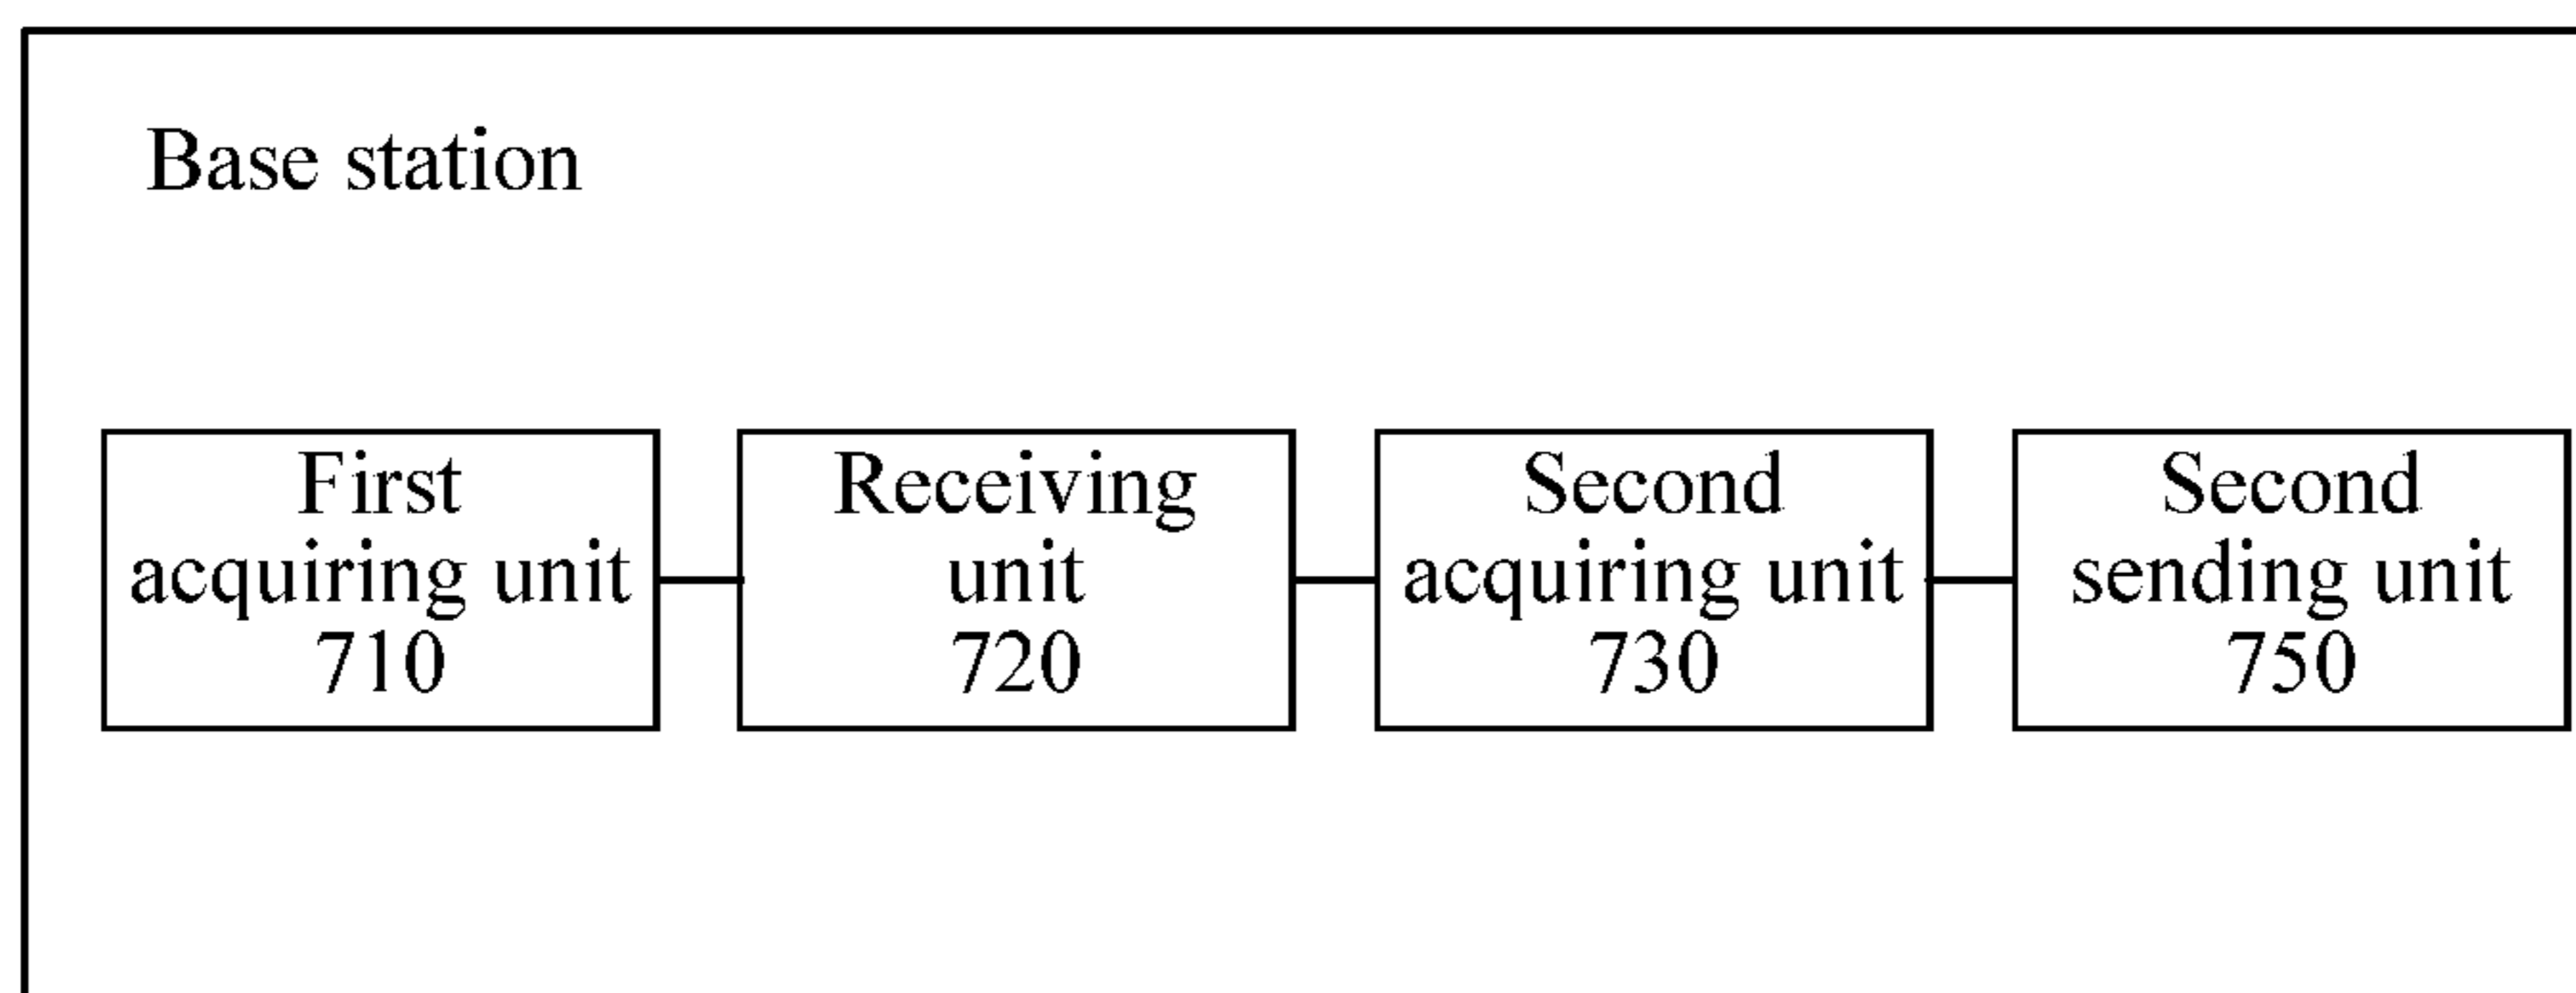 Base station
First
acquiring unit
710
Receiving
unit
720
Second
acquiring unit
730
Second
sending unit
750